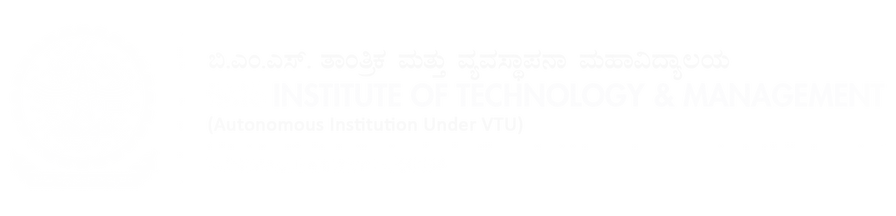 ಬಿ.ಎಂ.ಎಸ್. ತಾಂತ್ರಿಕ ಮತ್ತು ವ್ಯವಸ್ಥಾಪನಾ ಮಹಾವಿದ್ಯಾಲಯ
INSTITUTE OF TECHNOLOGY & MANAGEMENT
(Autonomous Institution Under VTU)